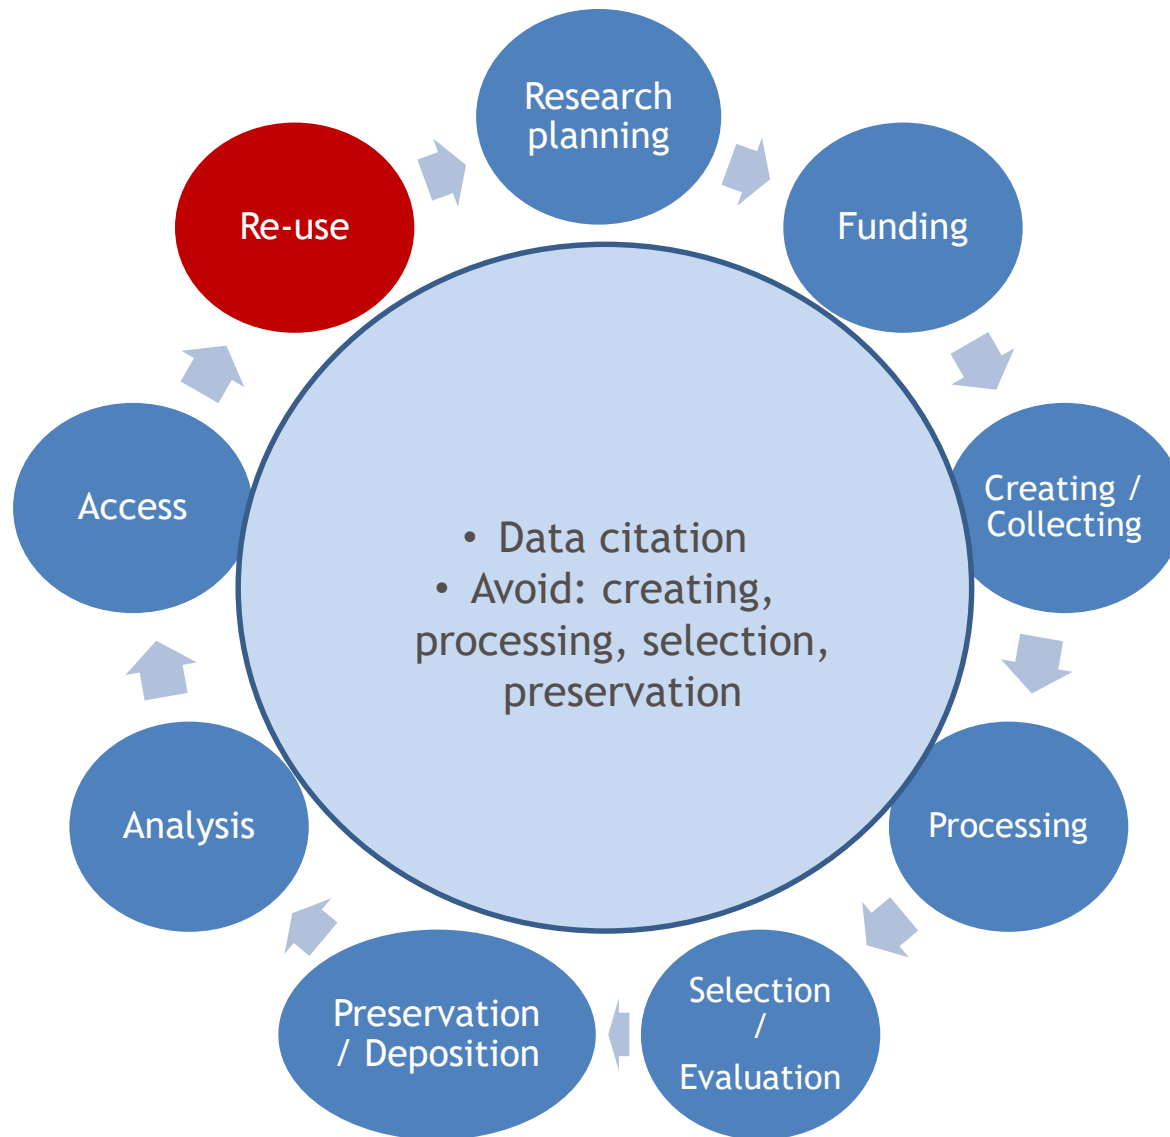 Research
planning
Funding
Creating /
Collecting
Processing
Selection
/
Evaluation
Preservation
/ Deposition
Analysis
Access
Re-use
• Data citation
• Avoid: creating,
processing, selection,
preservation